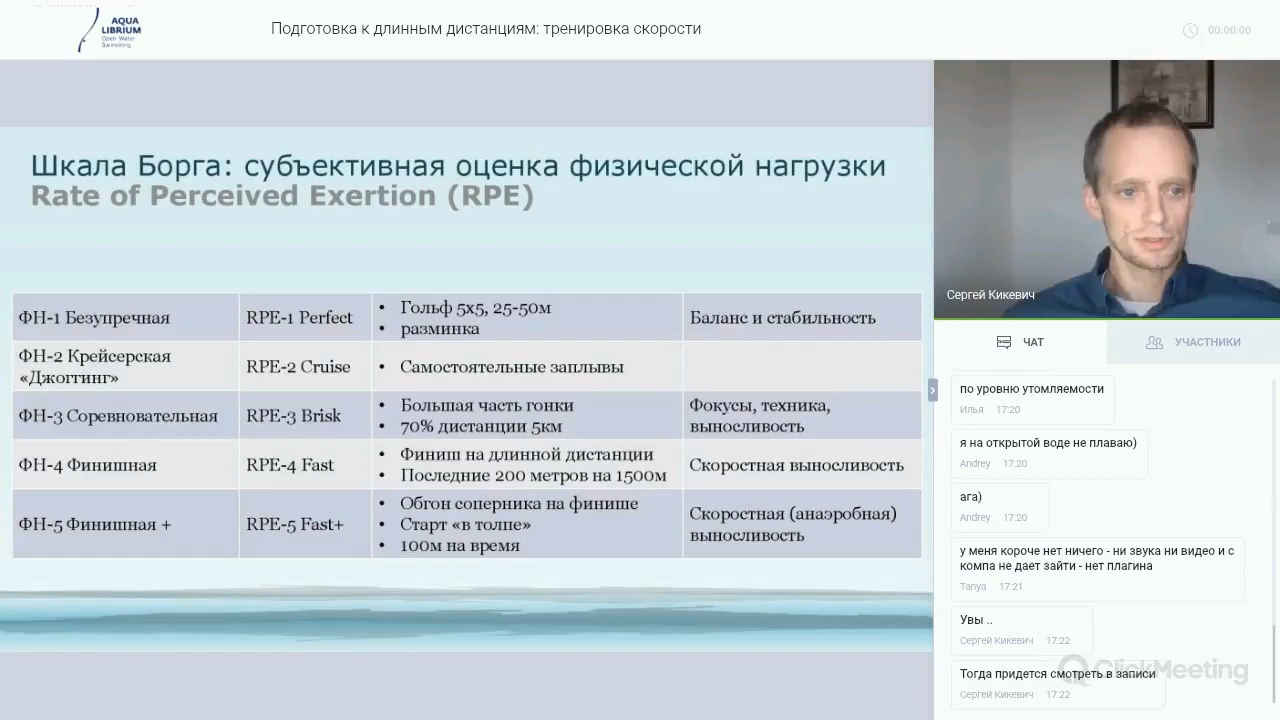 AQUA
LIBRIUM
Open Water
Swimming
Подготовка к длинным дистанциям: тренировка скорости
00:00:00
Шкала Борга: субъективная оценка физической нагрузки
Rate of Perceived Exertion (RPE)
ФН-1 Безупречная
RPE-1 Perfect
• Гольф 5х5, 25-50м
• разминка
Баланс и стабильность
ФН-2 Крейсерская
«Джоггинг»
RPE-2 Cruise
• Самостоятельные заплывы
ФН-3 Соревновательная
RPE-3 Brisk
• Большая часть гонки
• 70% дистанции 5км
Фокусы, техника,
выносливость
ФН-4 Финишная
RPE-4 Fast
• Финиш на длинной дистанции
• Последние 200 метров на 1500м
Скоростная выносливость
ФН-5 Финишная +
RPE-5 Fast+
• Обгон соперника на финише
• Старт «в толпе»
• 100м на время
Скоростная (анаэробная)
выносливость
Сергей Кикевич
ЧАТ
УЧАСТНИКИ
по уровню утомляемости
Илья 17:20
я на открытой воде не плаваю)
Andrey 17:20
ага)
Andrey 17:20
у меня короче нет ничего - ни звука ни видео и с
компа не дает зайти - нет плагина
Tanya 17:21
Увы ..
Сергей Кикевич 17:22
Тогда придется смотреть в записи
Сергей Кикевич 17:22
ClickMeeting